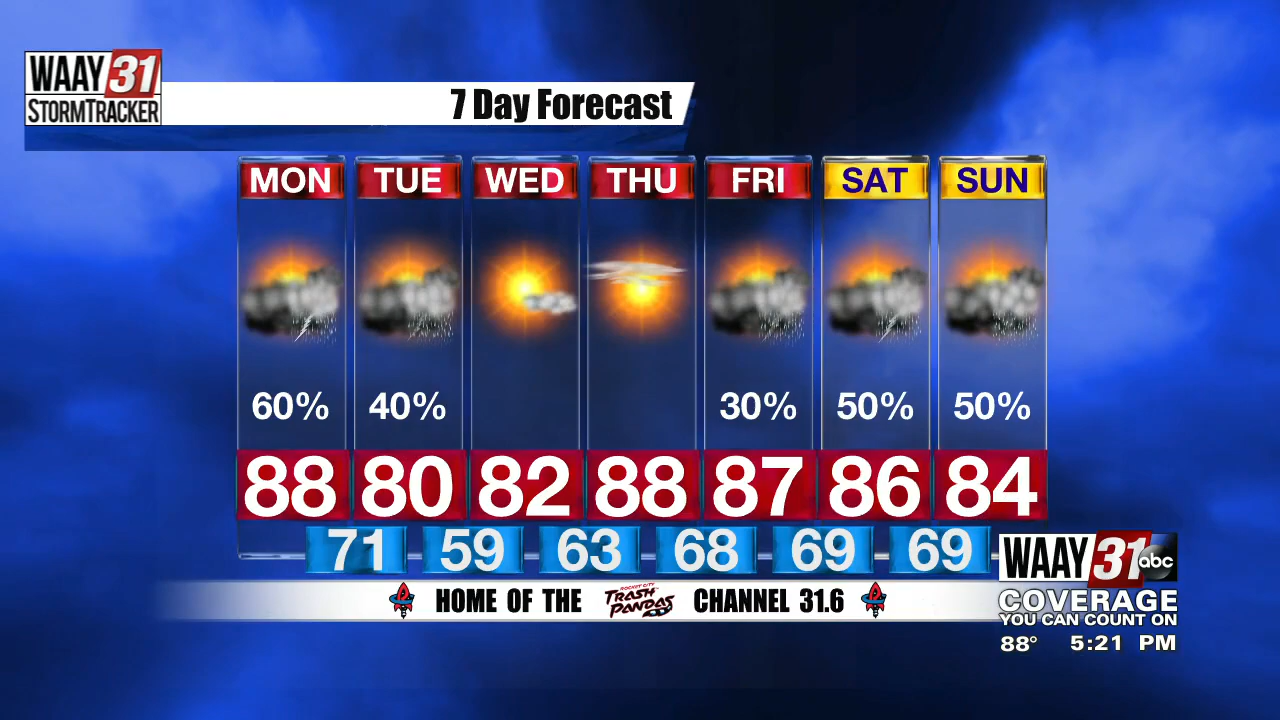 WAAY 31
STORMTRACKER
7 Day Forecast
MON TUE WED THU FRI SAT SUN
60% 40% 30% 50% 50%
88 80 82 88 87 86 84
71 59 63 68 69 69
HOME OF THE ROCKET CITY TRASH PANDAS CHANNEL 31.6
WAAY 31 abc
COVERAGE
YOU CAN COUNT ON
88° 5:21 PM